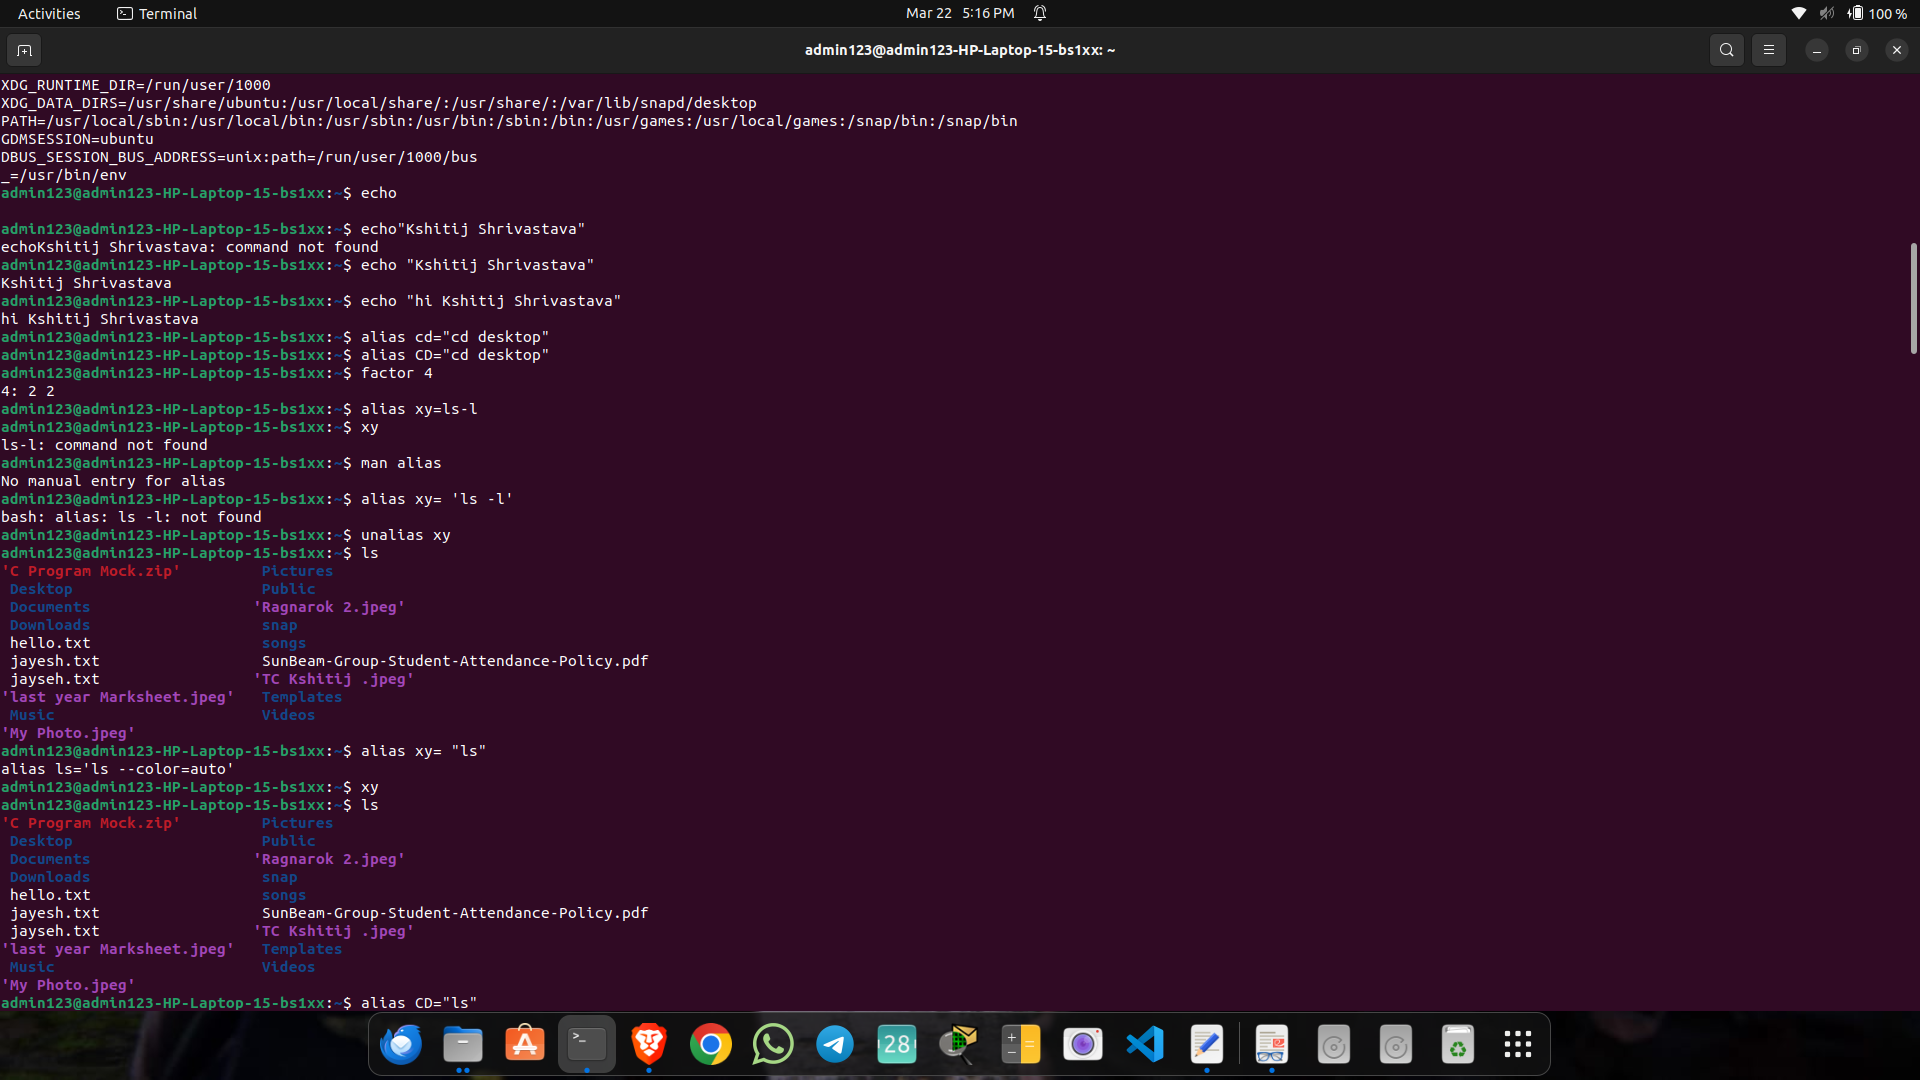 Activities Terminal Mar 22 5:16 PM 100 %
admin123@admin123-HP-Laptop-15-bs1xx: ~
XDG_RUNTIME_DIR=/run/user/1000
XDG_DATA_DIRS=/usr/share/ubuntu:/usr/local/share/:/usr/share/:/var/lib/snapd/desktop
PATH=/usr/local/sbin:/usr/local/bin:/usr/sbin:/usr/bin:/sbin:/bin:/usr/games:/usr/local/games:/snap/bin:/snap/bin
GDMSESSION=ubuntu
DBUS_SESSION_BUS_ADDRESS=unix:path=/run/user/1000/bus
_=/usr/bin/env
admin123@admin123-HP-Laptop-15-bs1xx:~$ echo
admin123@admin123-HP-Laptop-15-bs1xx:~$ echo"Kshitij Shrivastava"
echoKshitij Shrivastava: command not found
admin123@admin123-HP-Laptop-15-bs1xx:~$ echo "Kshitij Shrivastava"
Kshitij Shrivastava
admin123@admin123-HP-Laptop-15-bs1xx:~$ echo "hi Kshitij Shrivastava"
hi Kshitij Shrivastava
admin123@admin123-HP-Laptop-15-bs1xx:~$ alias cd="cd desktop"
admin123@admin123-HP-Laptop-15-bs1xx:~$ alias CD="cd desktop"
admin123@admin123-HP-Laptop-15-bs1xx:~$ factor 4
4: 2 2
admin123@admin123-HP-Laptop-15-bs1xx:~$ alias xy=ls-l
admin123@admin123-HP-Laptop-15-bs1xx:~$ xy
ls-l: command not found
admin123@admin123-HP-Laptop-15-bs1xx:~$ man alias
No manual entry for alias
admin123@admin123-HP-Laptop-15-bs1xx:~$ alias xy= 'ls -l'
bash: alias: ls -l: not found
admin123@admin123-HP-Laptop-15-bs1xx:~$ unalias xy
admin123@admin123-HP-Laptop-15-bs1xx:~$ ls
'C Program Mock.zip' Pictures
Desktop Public
Documents 'Ragnarok 2.jpeg'
Downloads snap
hello.txt songs
jayesh.txt SunBeam-Group-Student-Attendance-Policy.pdf
jayseh.txt 'TC Kshitij .jpeg'
'last year Marksheet.jpeg' Templates
Music Videos
'My Photo.jpeg'
admin123@admin123-HP-Laptop-15-bs1xx:~$ alias xy= "ls"
alias ls='ls --color=auto'
admin123@admin123-HP-Laptop-15-bs1xx:~$ xy
admin123@admin123-HP-Laptop-15-bs1xx:~$ ls
'C Program Mock.zip' Pictures
Desktop Public
Documents 'Ragnarok 2.jpeg'
Downloads snap
hello.txt songs
jayesh.txt SunBeam-Group-Student-Attendance-Policy.pdf
jayseh.txt 'TC Kshitij .jpeg'
'last year Marksheet.jpeg' Templates
Music Videos
'My Photo.jpeg'
admin123@admin123-HP-Laptop-15-bs1xx:~$ alias CD="ls"
28